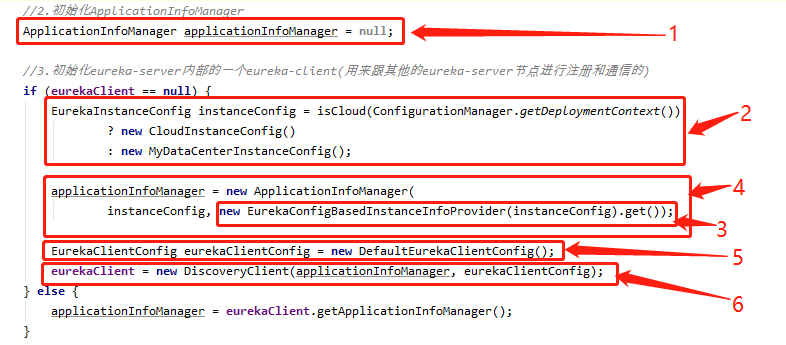 //2.初始化ApplicationInfoManager
ApplicationInfoManager applicationInfoManager = null;
1
//3.初始化eureka-server内部的一个eureka-client(用来跟其他的eureka-server节点进行注册和通信的)
if (eurekaClient == null) {
EurekaInstanceConfig instanceConfig = isCloud(ConfigurationManager.getDeploymentContext())
? new CloudInstanceConfig()
: new MyDataCenterInstanceConfig();
2
applicationInfoManager = new ApplicationInfoManager(
4
instanceConfig, new EurekaConfigBasedInstanceInfoProvider(instanceConfig).get());
3
EurekaClientConfig eurekaClientConfig = new DefaultEurekaClientConfig();
5
eurekaClient = new DiscoveryClient(applicationInfoManager, eurekaClientConfig);
6
} else {
applicationInfoManager = eurekaClient.getApplicationInfoManager();
}